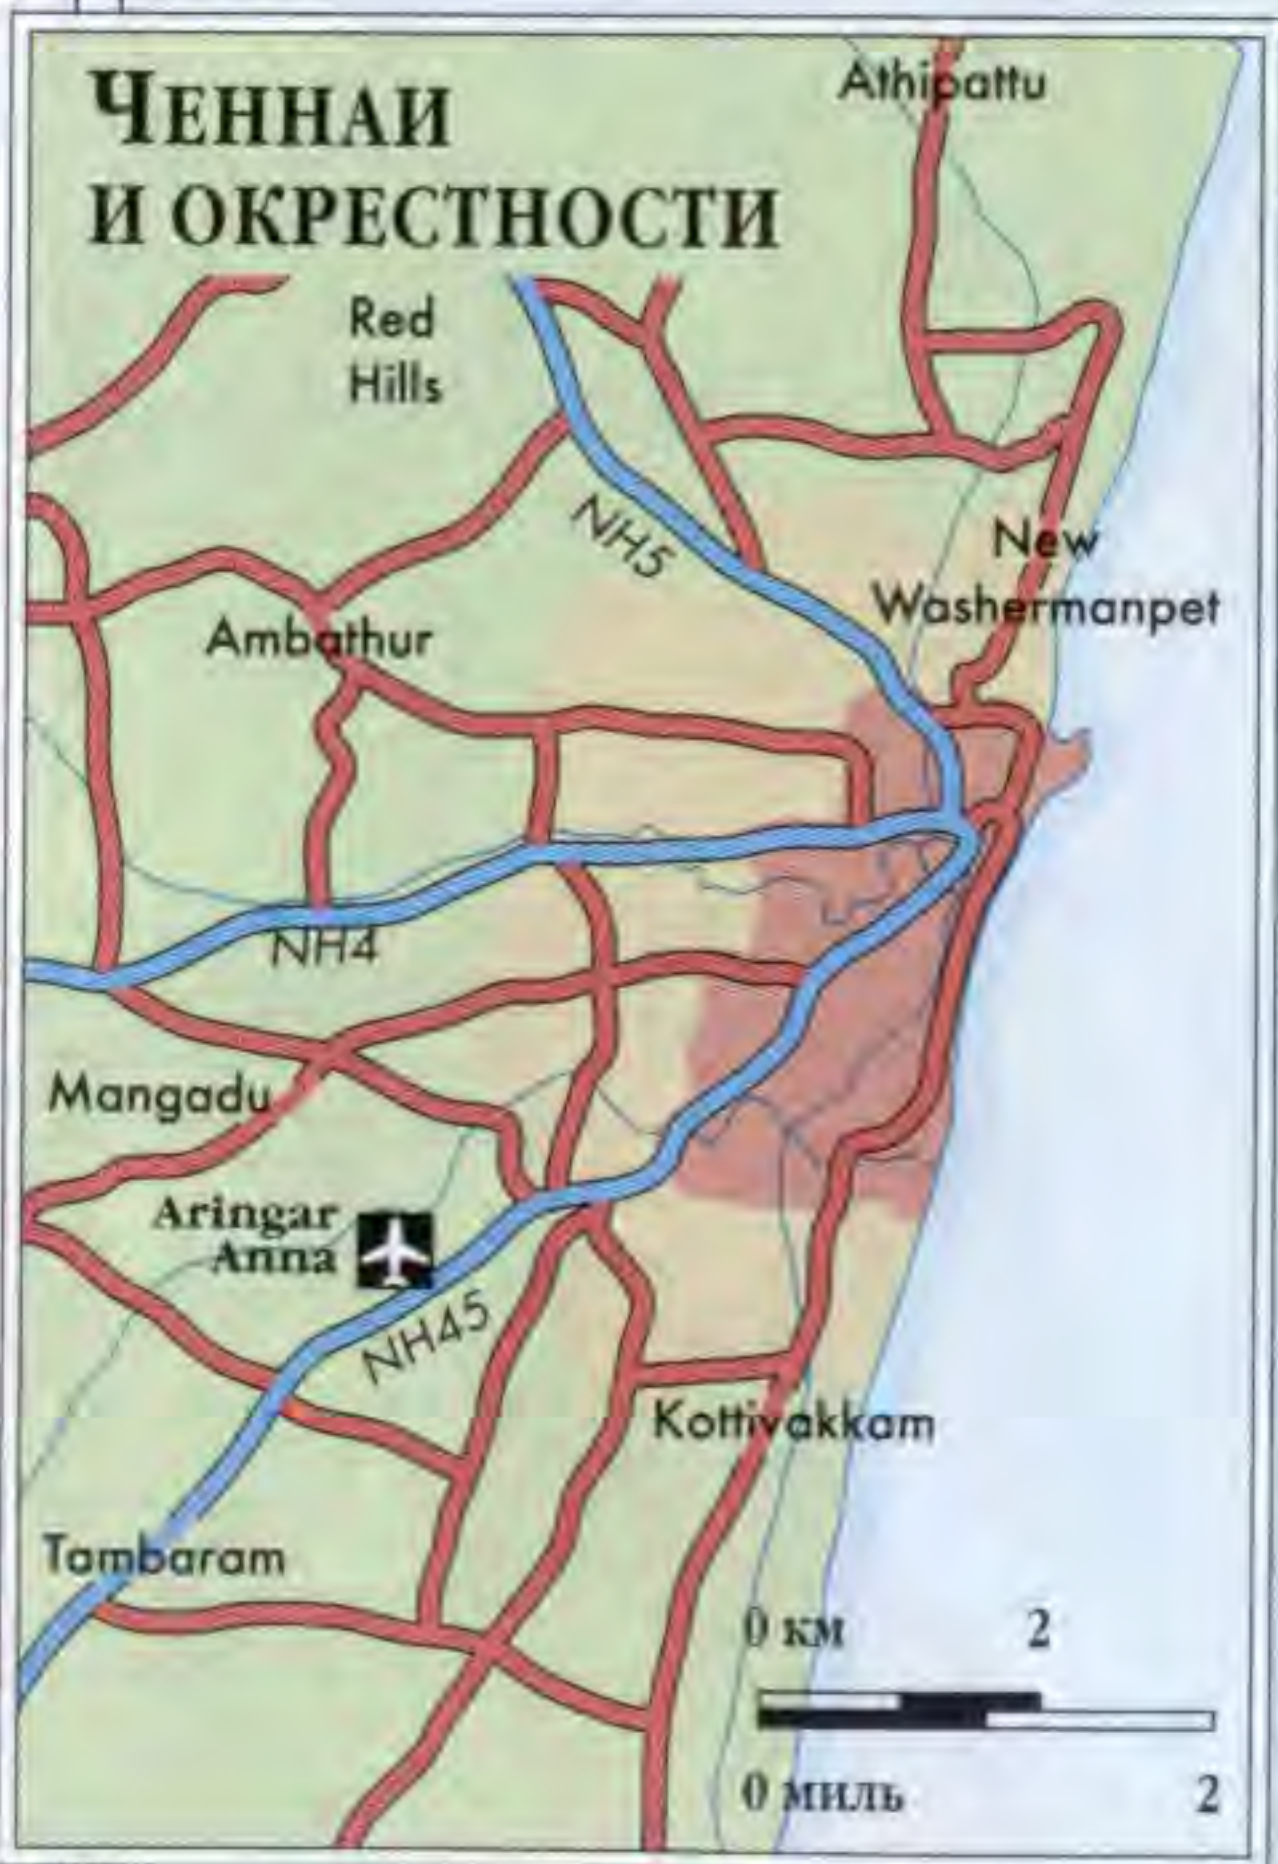 ЧЕННАИ
И ОКРЕСТНОСТИ
Athipattu
Red
Hills
NH5
New
Washermanpet
Ambathur
NH4
Mangadu
Aringar
Anna
NH45
Kottivakkam
Tambaram
0 км 2
0 миль 2